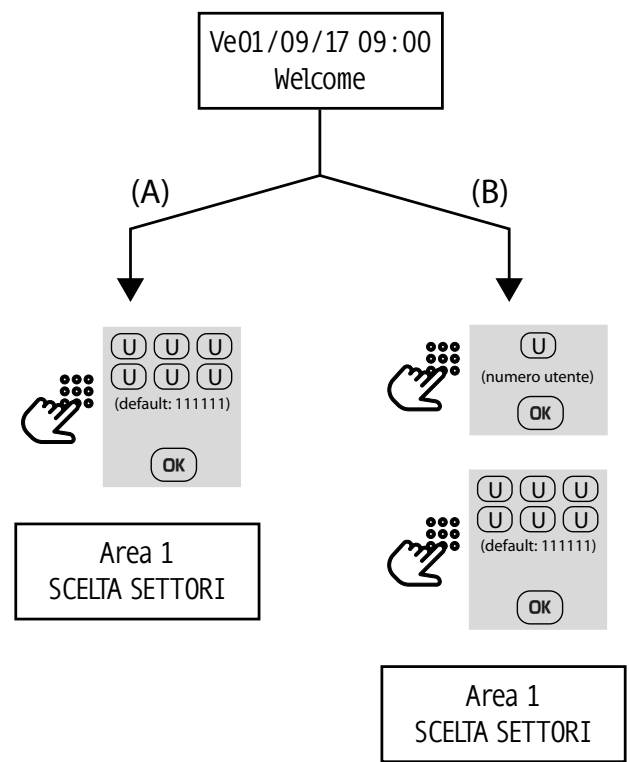 Ve01/09/17 09:00
Welcome
(A)
(B)
U U U
U U U
(default: 111111)
OK
Area 1
SCELTA SETTORI
U
(numero utente)
OK
U U U
U U U
(default: 111111)
OK
Area 1
SCELTA SETTORI